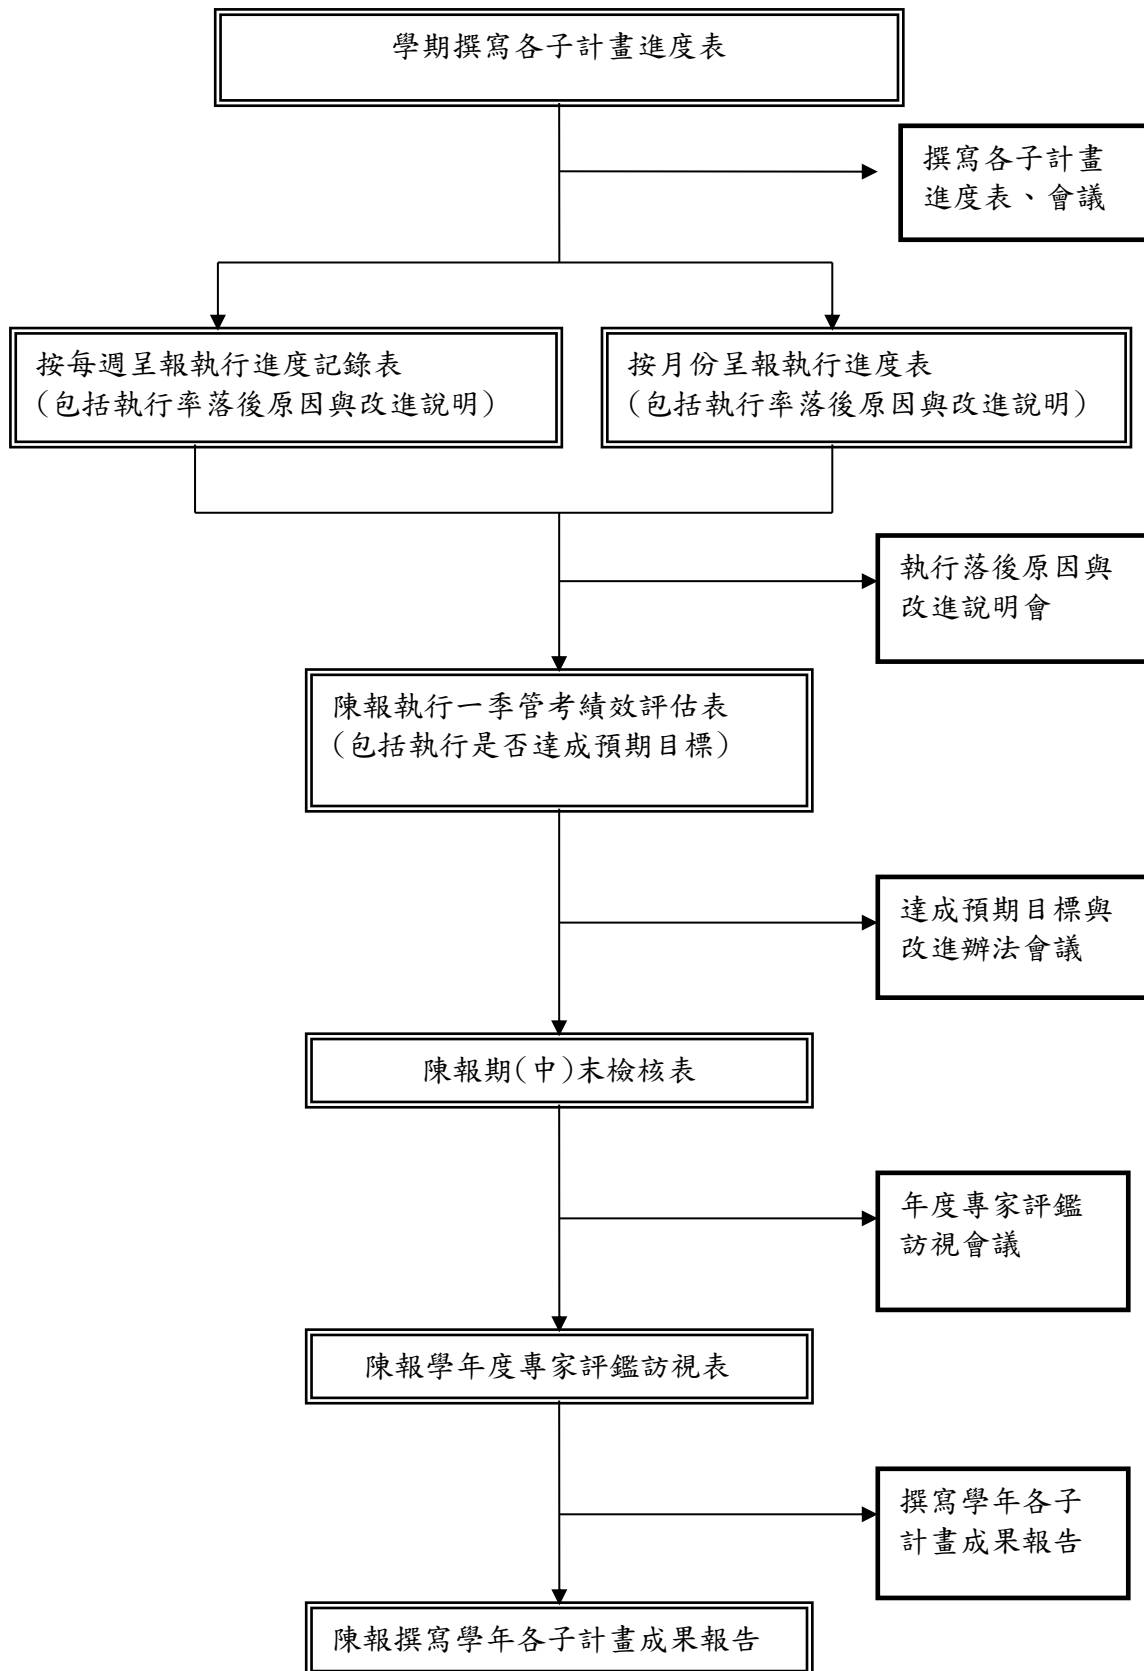 學期撰寫各子計畫進度表
撰寫各子計畫
進度表、會議
按每週呈報執行進度記錄表
(包括執行率落後原因與改進說明)
按月份呈報執行進度表
(包括執行率落後原因與改進說明)
執行落後原因與
改進說明會
陳報執行一季管考績效評估表
(包括執行是否達成預期目標)
達成預期目標與
改進辦法會議
陳報期(中)末檢核表
年度專家評鑑
訪視會議
陳報學年度專家評鑑訪視表
撰寫學年各子
計畫成果報告
陳報撰寫學年各子計畫成果報告